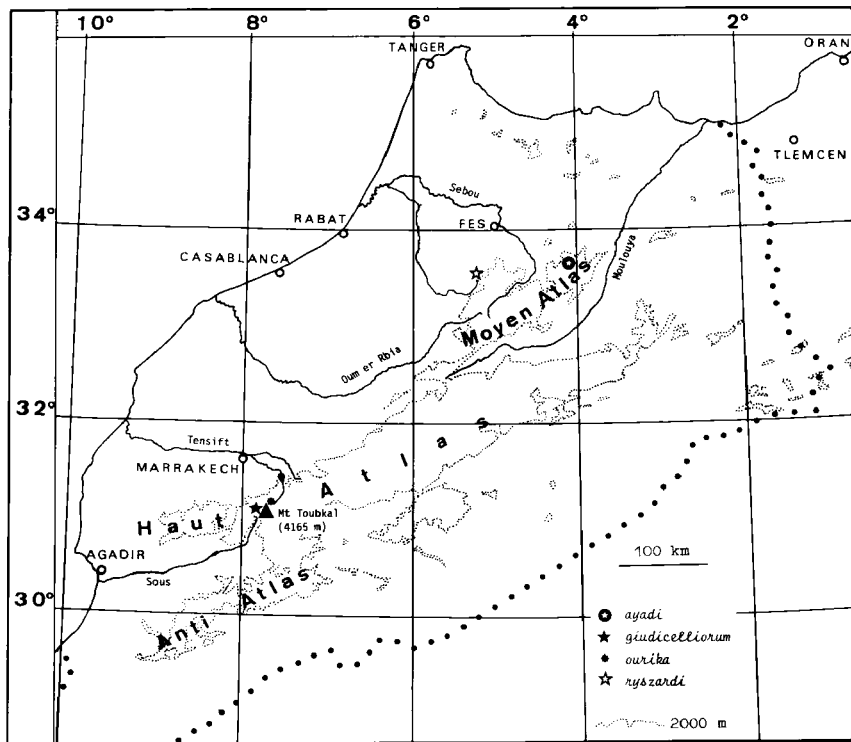 10° 8° 6° 4° 2°
TANGER
ORAN
TLEMCEN
Sebou
34°
RABAT
FES
CASABLANCA
Moulouya
Moyen Atlas
Oum er Rbia
32°
Tensift
MARRAKECH
Haut Atlas
Mt Toubkal
(4165 m)
AGADIR
Sous
100 km
30°
Anti Atlas
ayadi
giudicelliorum
ourika
ryszardi
2000 m